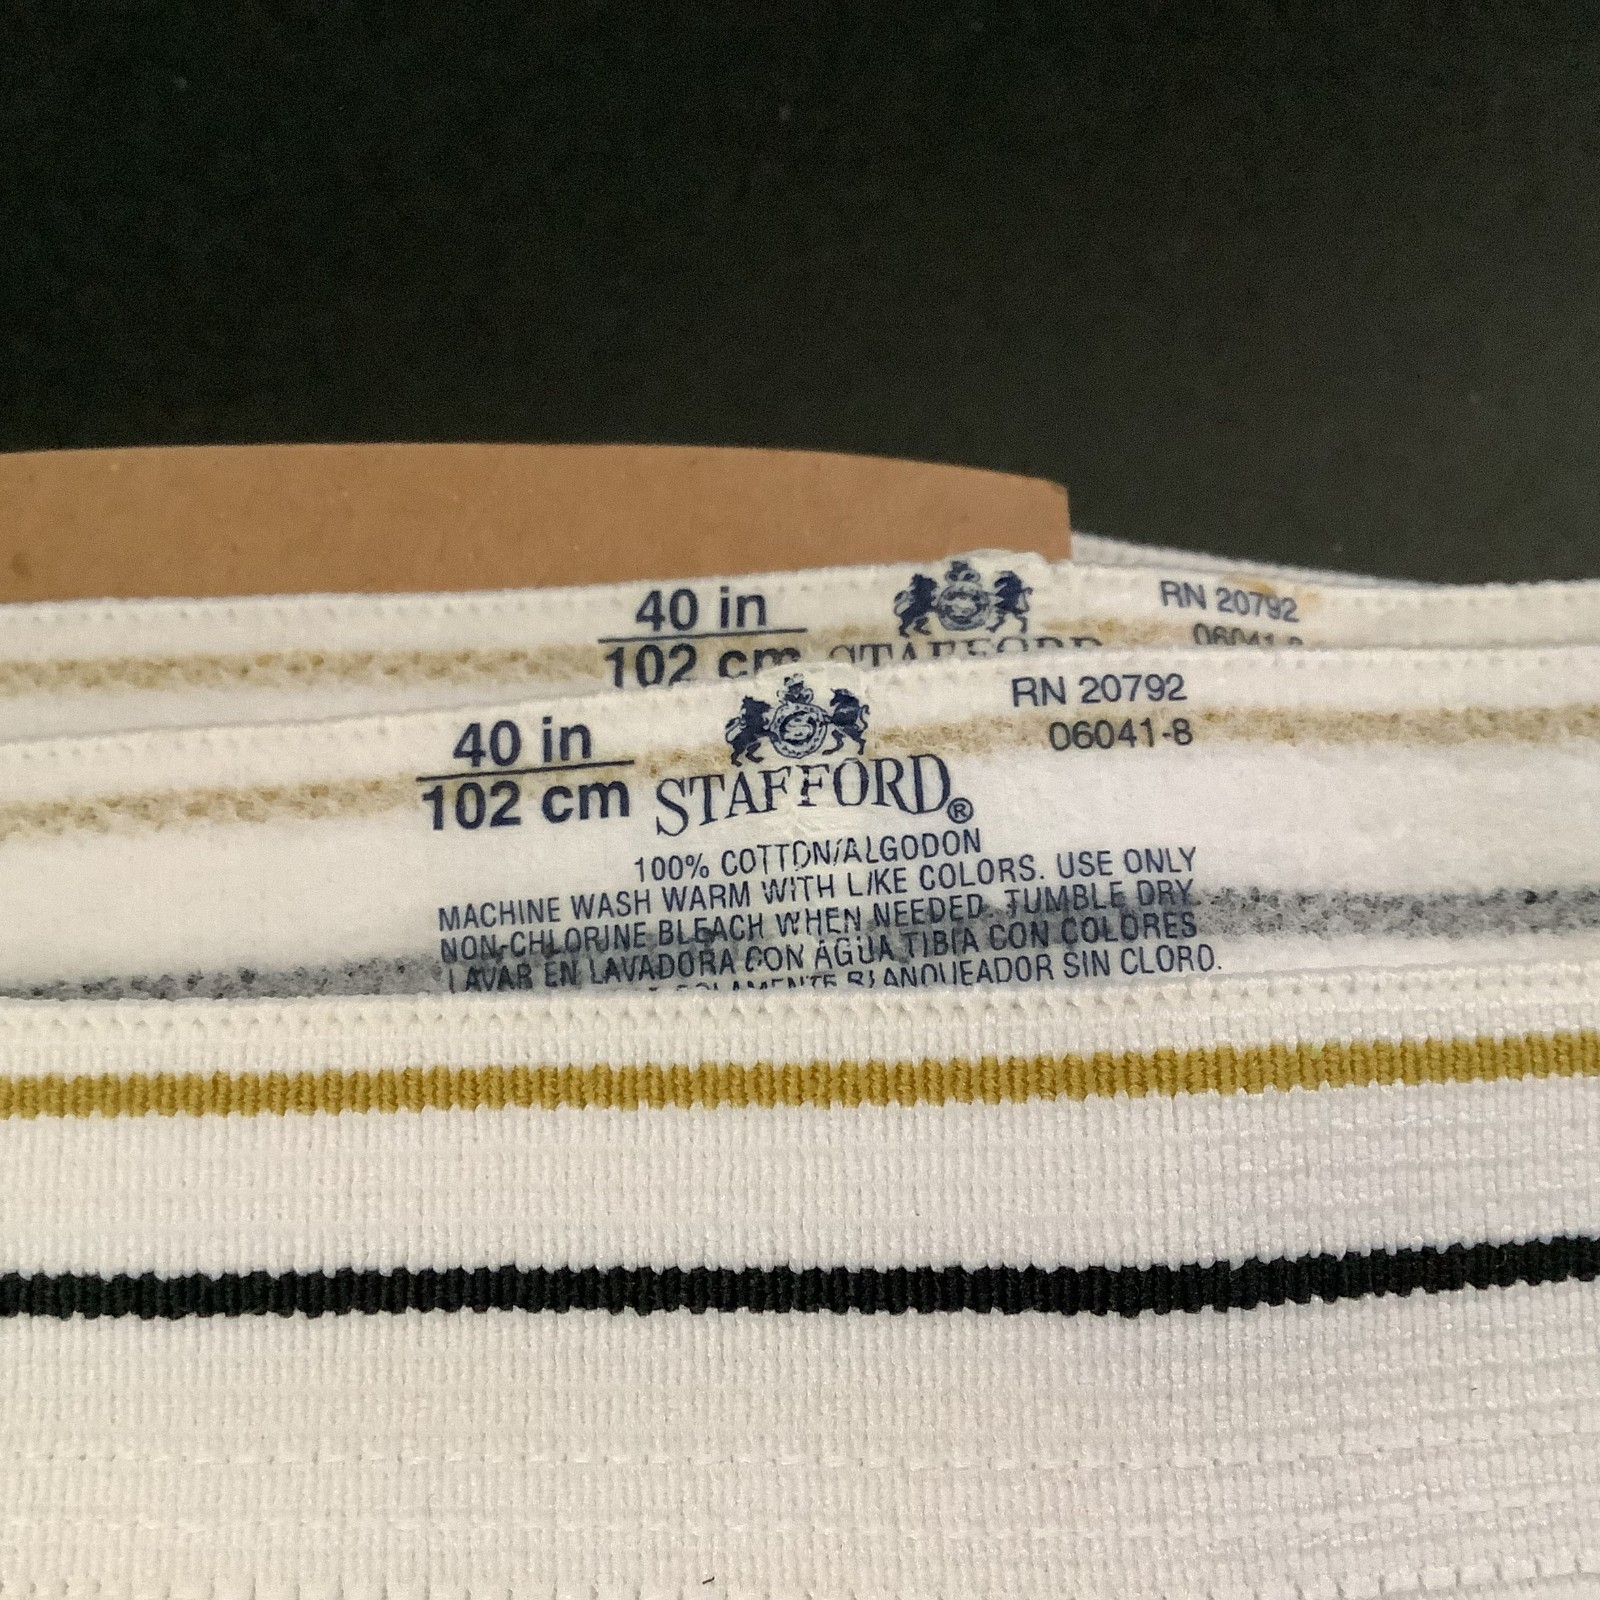 40 in
102 cm
STAFFORD
RN 20792
06041-8
40 in
102 cm
STAFFORD®
RN 20792
06041-8
100% COTTON/ALGODON
MACHINE WASH WARM WITH LIKE COLORS. USE ONLY
NON-CHLORINE BLEACH WHEN NEEDED. TUMBLE DRY.
LAVAR EN LAVADORA CON AGUA TIBIA CON COLORES
SOLAMENTE BLANQUEADOR SIN CLORO.